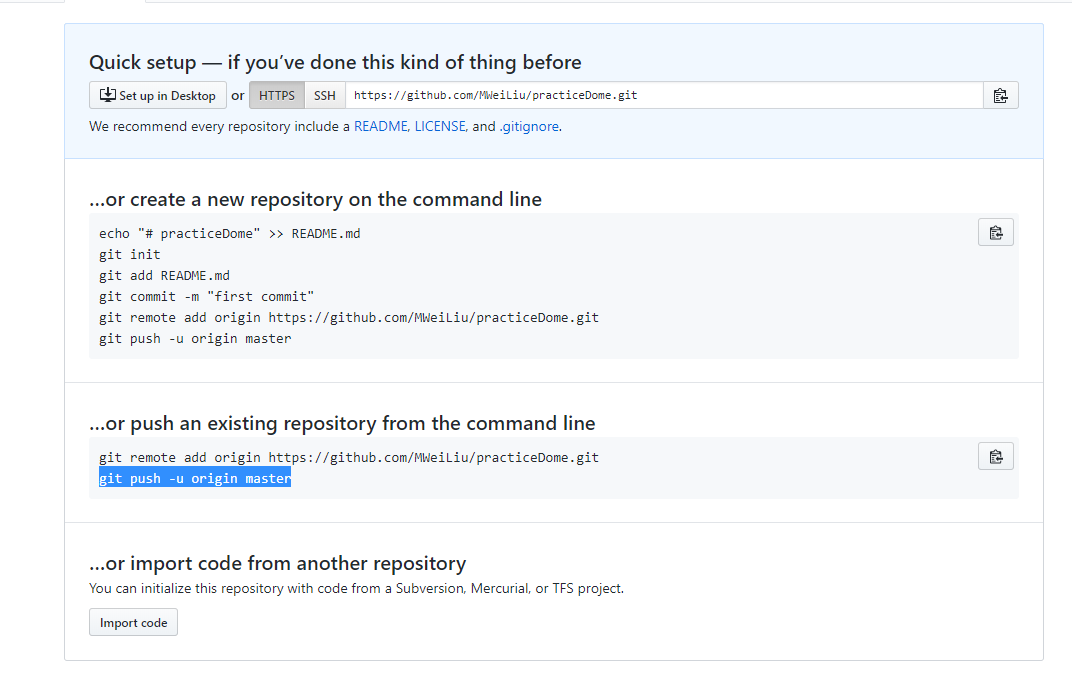 Quick setup — if you’ve done this kind of thing before
Set up in Desktop or HTTPS SSH https://github.com/MWeiLiu/practiceDome.git
We recommend every repository include a README, LICENSE, and .gitignore.
…or create a new repository on the command line
echo "# practiceDome" >> README.md
git init
git add README.md
git commit -m "first commit"
git remote add origin https://github.com/MWeiLiu/practiceDome.git
git push -u origin master
…or push an existing repository from the command line
git remote add origin https://github.com/MWeiLiu/practiceDome.git
git push -u origin master
…or import code from another repository
You can initialize this repository with code from a Subversion, Mercurial, or TFS project.
Import code